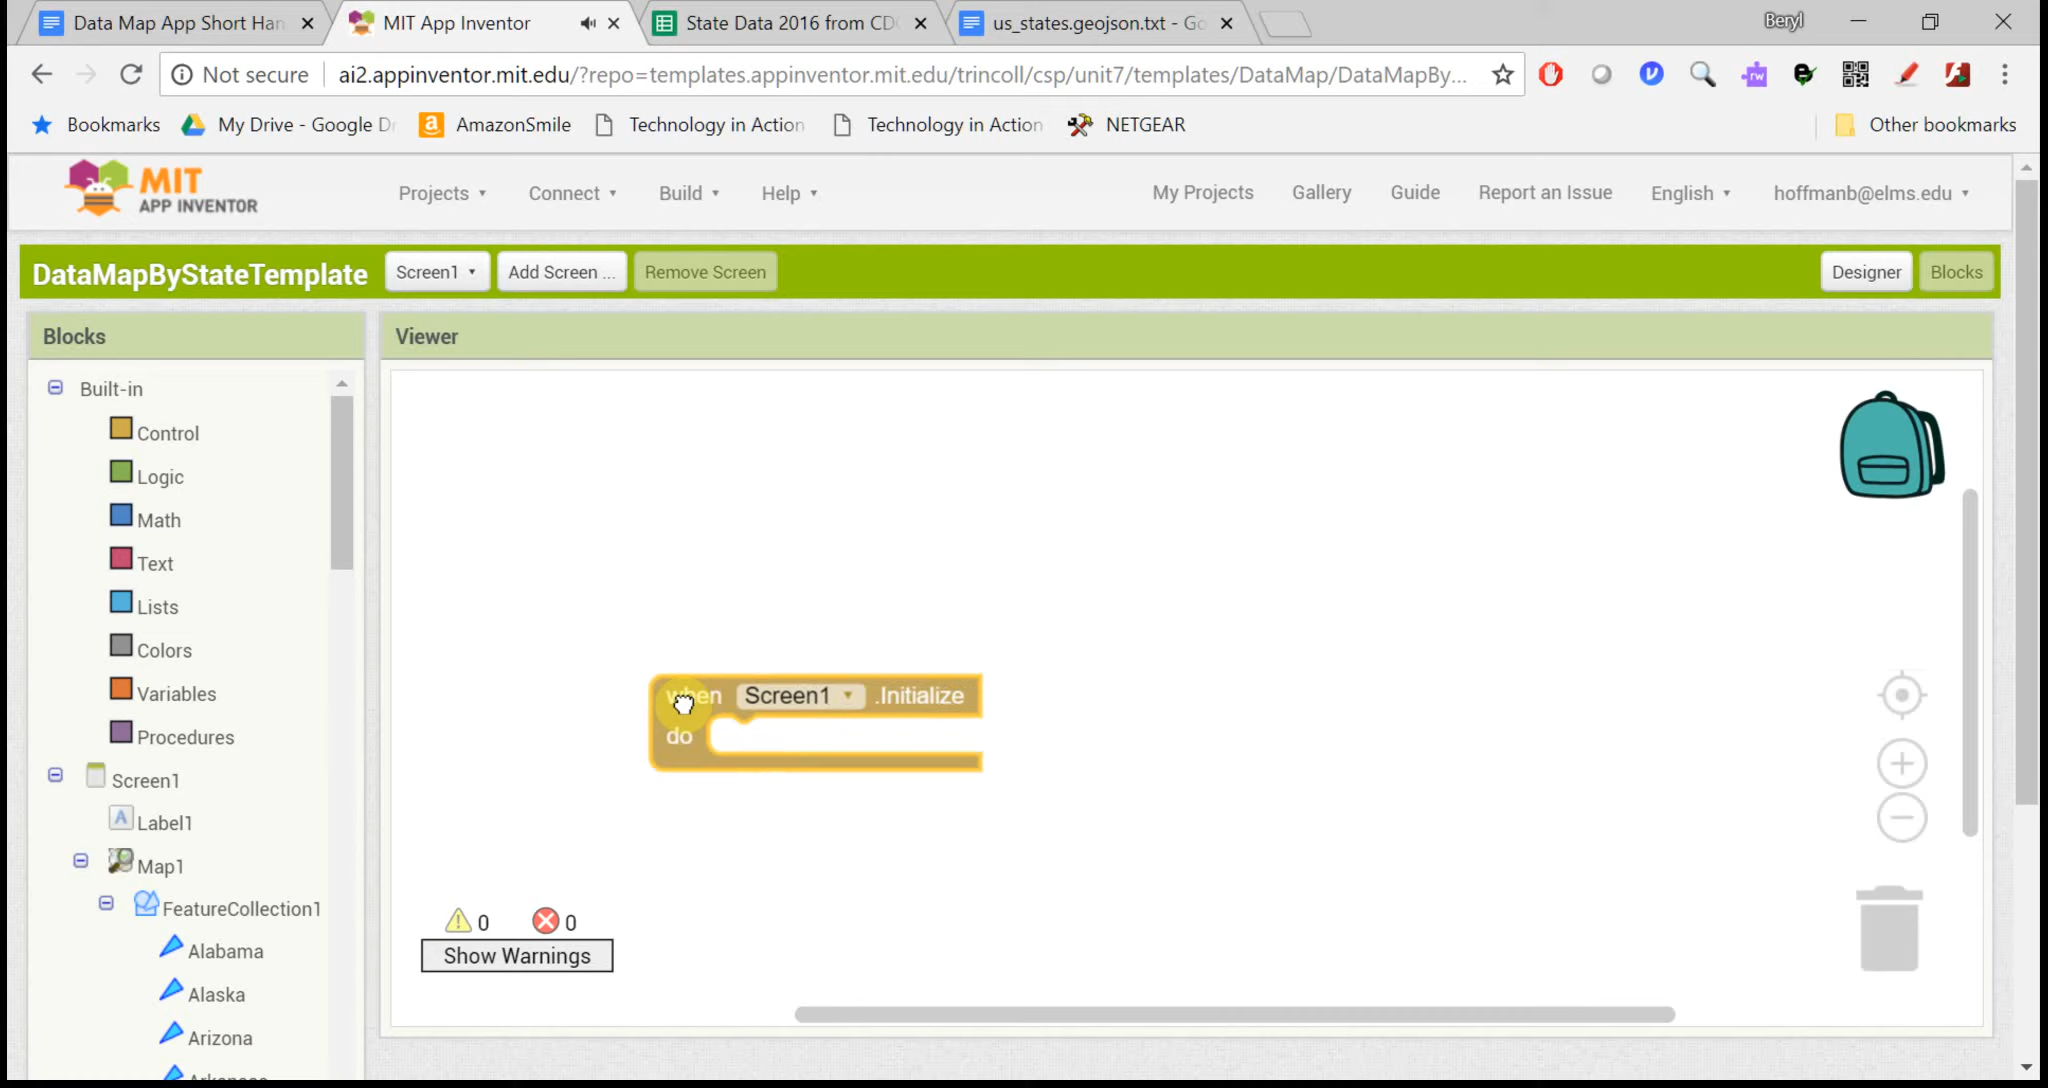 Data Map App Short Han
MIT App Inventor
State Data 2016 from CD
us_states.geojson.txt - Go
Beryl
Not secure
ai2.appinventor.mit.edu/?repo=templates.appinventor.mit.edu/trincoll/csp/unit7/templates/DataMap/DataMapBy...
Bookmarks
My Drive - Google Dr
AmazonSmile
Technology in Action
Technology in Action
NETGEAR
Other bookmarks
MIT
APP INVENTOR
Projects
Connect
Build
Help
My Projects
Gallery
Guide
Report an Issue
English
hoffmanb@elms.edu
DataMapByStateTemplate
Screen1
Add Screen ...
Remove Screen
Designer
Blocks
Blocks
Viewer
Built-in
Control
Logic
Math
Text
Lists
Colors
Variables
Procedures
Screen1
Label1
Map1
FeatureCollection1
Alabama
Alaska
Arizona
when Screen1 .Initialize
do
0
0
Show Warnings